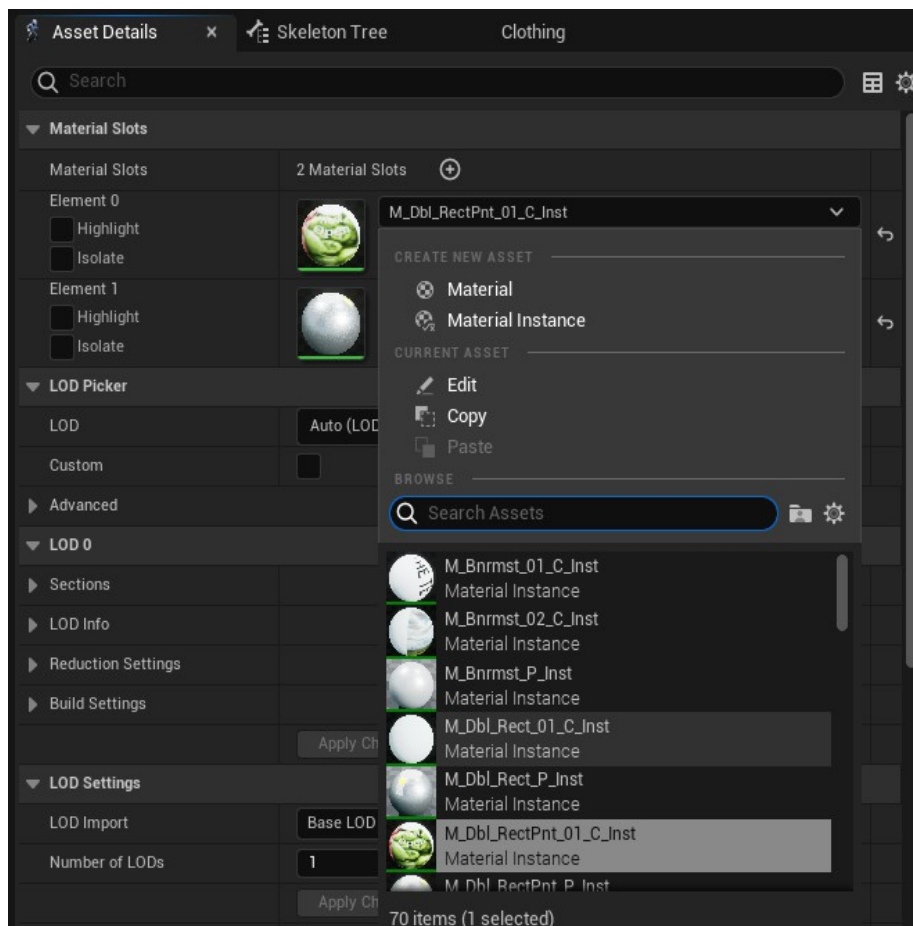 Asset Details
Skeleton Tree
Clothing
Search
Material Slots
Material Slots
2 Material Slots
Element 0
Highlight
Isolate
M_Dbl_RectPnt_01_C_Inst
CREATE NEW ASSET
Material
Material Instance
CURRENT ASSET
Edit
Copy
Paste
BROWSE
Search Assets
M_Bnrmst_01_C_Inst
Material Instance
M_Bnrmst_02_C_Inst
Material Instance
M_Bnrmst_P_Inst
Material Instance
M_Dbl_Rect_01_C_Inst
Material Instance
M_Dbl_Rect_P_Inst
Material Instance
M_Dbl_RectPnt_01_C_Inst
Material Instance
M_Dbl_RectPnt_P_Inst
70 items (1 selected)
Element 1
Highlight
Isolate
LOD Picker
LOD
Auto (LOD
Custom
Advanced
LOD 0
Sections
LOD Info
Reduction Settings
Build Settings
Apply Ch
LOD Settings
LOD Import
Base LOD
Number of LODs
1
Apply Ch